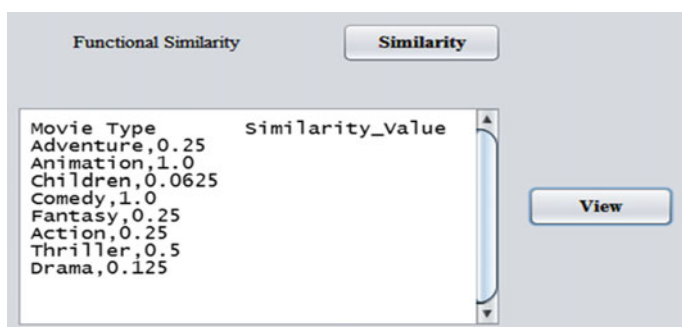 Functional Similarity Similarity
Movie Type Similarity_Value
Adventure,0.25
Animation,1.0
Children,0.0625
Comedy,1.0
Fantasy,0.25
Action,0.25
Thriller,0.5
Drama,0.125
View